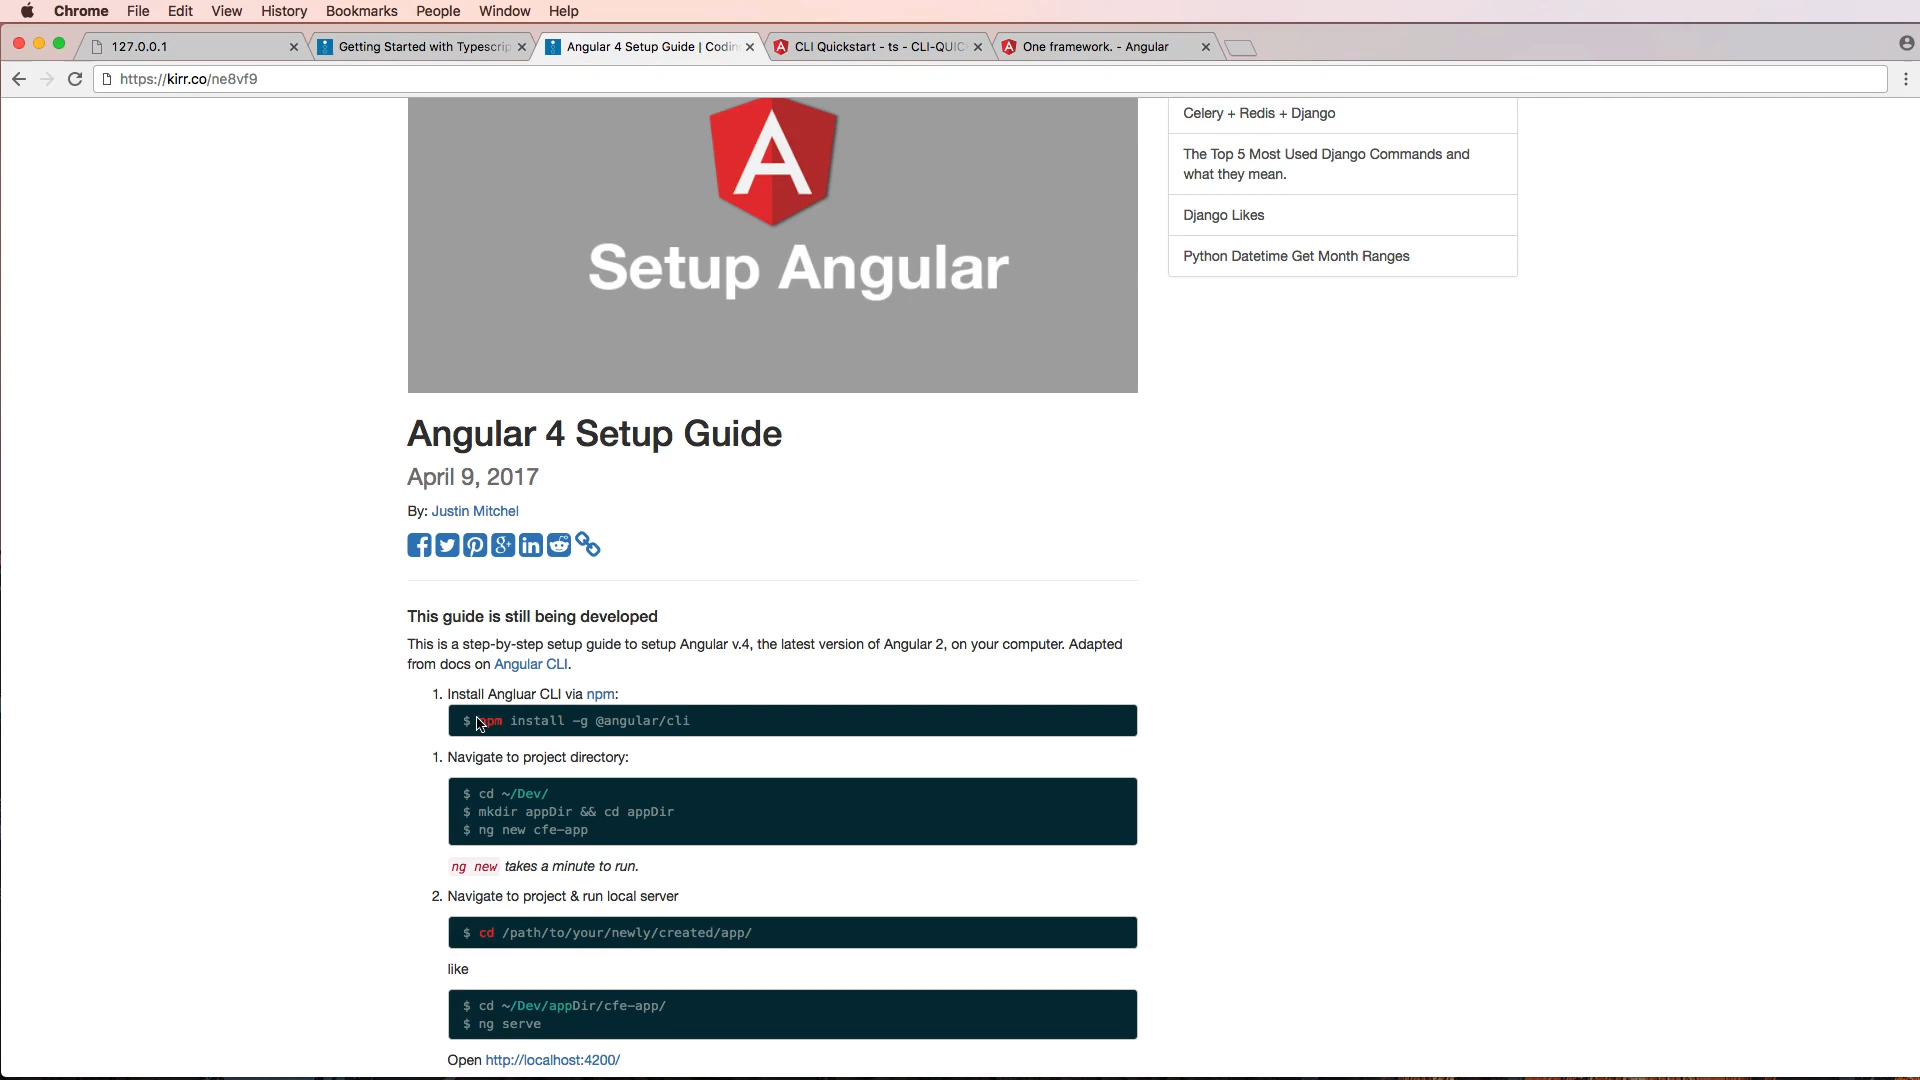 Chrome File Edit View History Bookmarks People Window Help
127.0.0.1
Getting Started with Typescrip
Angular 4 Setup Guide | Codin
CLI Quickstart - ts - CLI-QUIC
One framework. - Angular
https://kirr.co/ne8vf9
Setup Angular
Angular 4 Setup Guide
April 9, 2017
By: Justin Mitchel
This guide is still being developed
This is a step-by-step setup guide to setup Angular v.4, the latest version of Angular 2, on your computer. Adapted
from docs on Angular CLI.
1. Install Angluar CLI via npm:
$ npm install -g @angular/cli
1. Navigate to project directory:
$ cd ~/Dev/
$ mkdir appDir && cd appDir
$ ng new cfe-app
ng new takes a minute to run.
2. Navigate to project & run local server
$ cd /path/to/your/newly/created/app/
like
$ cd ~/Dev/appDir/cfe-app/
$ ng serve
Open http://localhost:4200/
Celery + Redis + Django
The Top 5 Most Used Django Commands and
what they mean.
Django Likes
Python Datetime Get Month Ranges